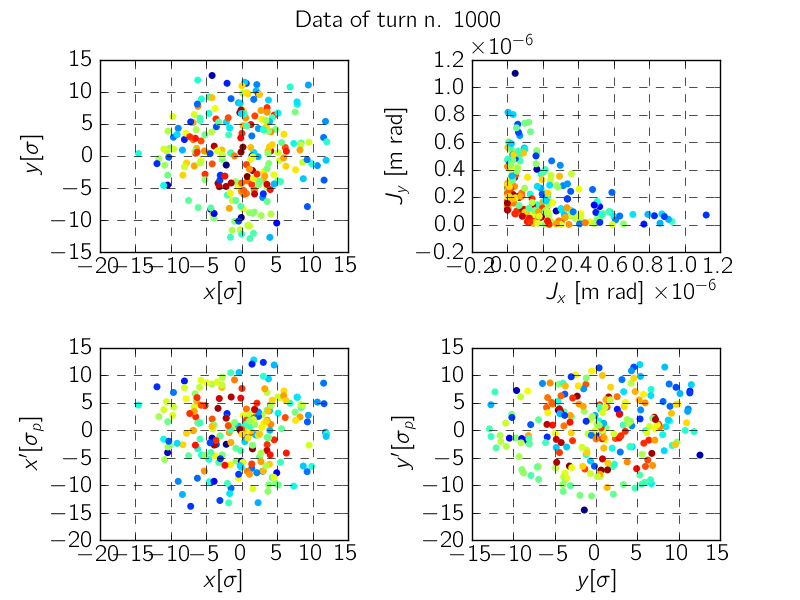 Data of turn n. 1000
15
10
5
0
−5
−10
−15
−20 −15 −10 −5 0 5 10 15
x[σ]
y[σ]
×10⁻⁶
1.2
1.0
0.8
0.6
0.4
0.2
0.0
−0.2
−0.2 0.0 0.2 0.4 0.6 0.8 1.0 1.2
J_x [m rad] ×10⁻⁶
J_y [m rad]
15
10
5
0
−5
−10
−15
−20
−20 −15 −10 −5 0 5 10 15
x[σ]
x′[σ_p]
15
10
5
0
−5
−10
−15
−20
−15 −10 −5 0 5 10 15
y[σ]
y′[σ_p]